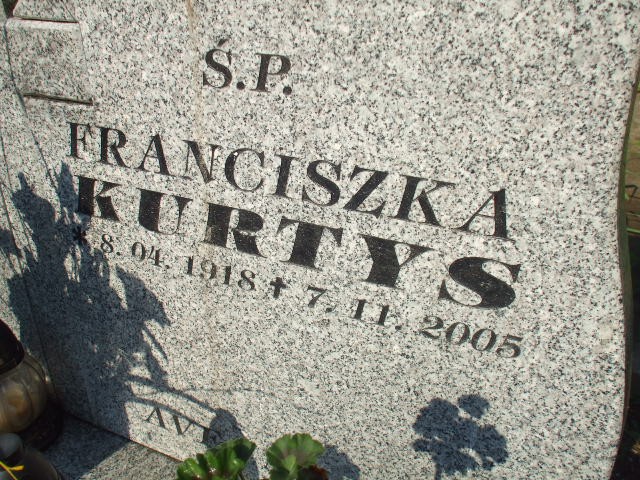 Ś.P.
FRANCISZKA
KURTYS
* 8. 04. 1918 ✝ 7. 11. 2005